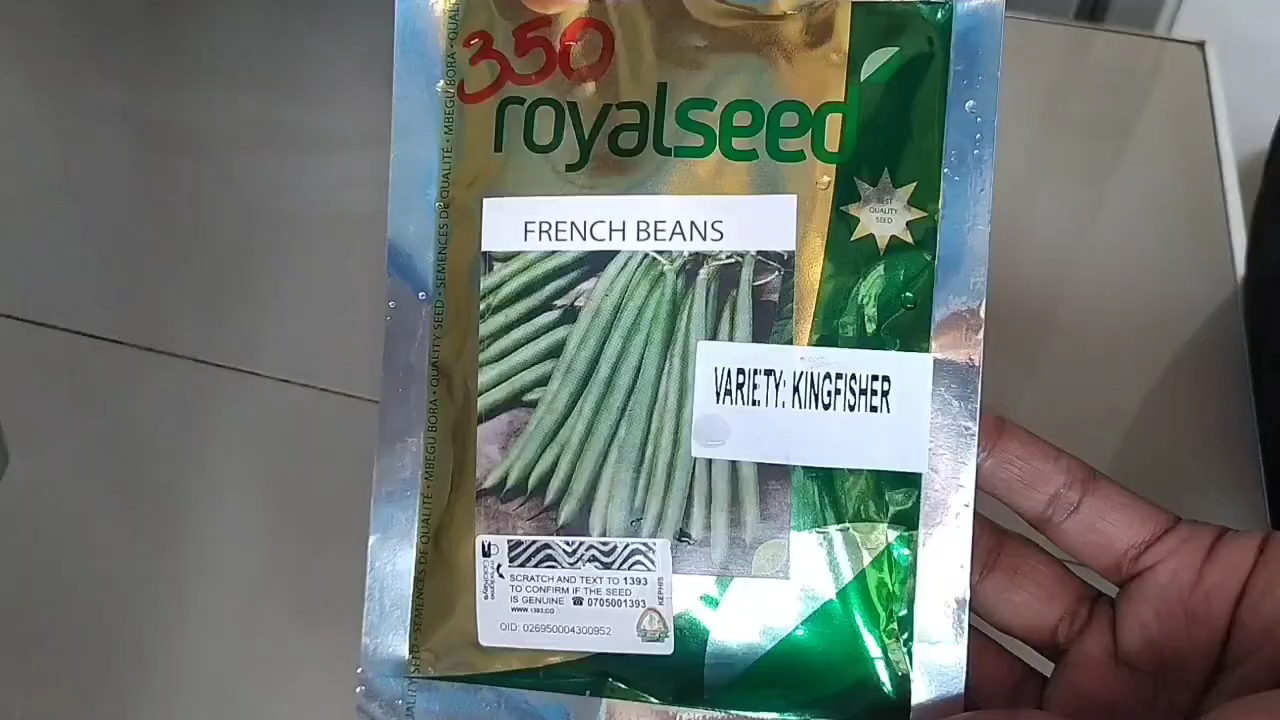 350
royalseed
BEST
QUALITY
SEED
FRENCH BEANS
VARIETY: KINGFISHER
SCRATCH AND TEXT TO 1393
TO CONFIRM IF THE SEED
IS GENUINE ☎ 0705001393
WWW.1393.CO
OID: 026950004300952
KEPHIS
SEED • SEMENCES DE QUALITÉ • MBEGU BORA • QUALITY SEED • SEMENCES DE QUALITÉ • MBEGU BORA • QUAL